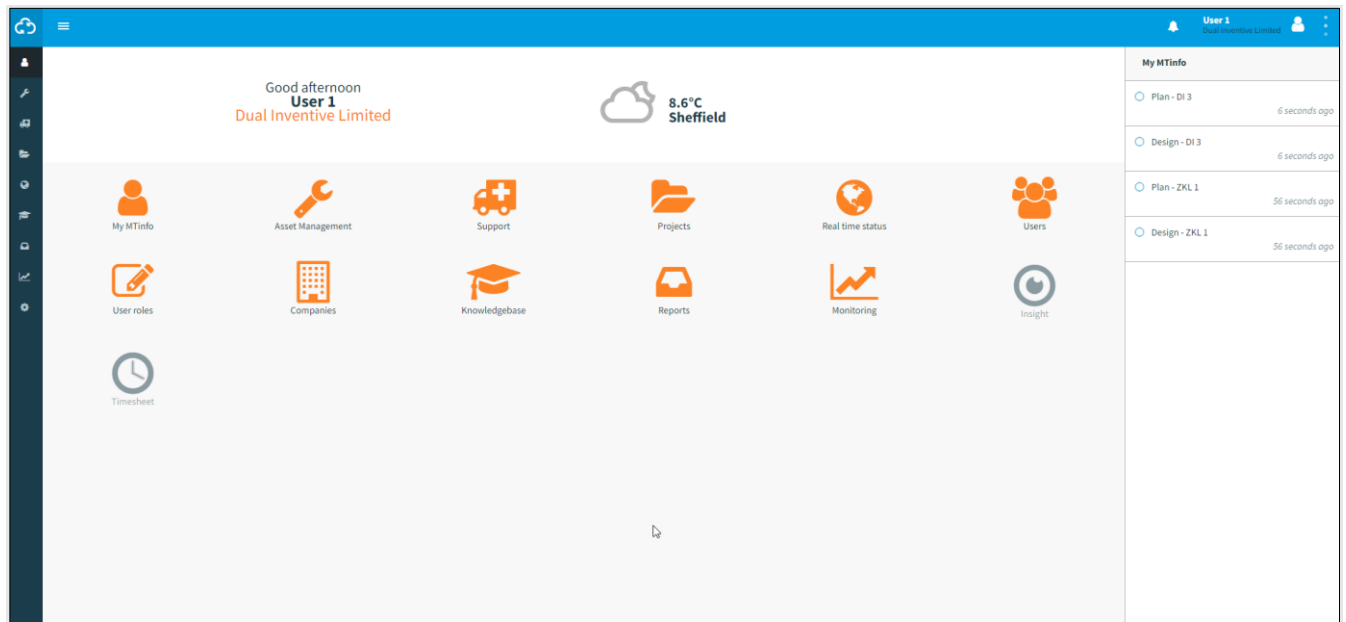 User 1
Dual Inventive Limited
Good afternoon
User 1
Dual Inventive Limited
8.6°C
Sheffield
My MTinfo
Asset Management
Support
Projects
Real time status
Users
User roles
Companies
Knowledgebase
Reports
Monitoring
Insight
Timesheet
My MTinfo
Plan - DI 3
6 seconds ago
Design - DI 3
6 seconds ago
Plan - ZKL 1
56 seconds ago
Design - ZKL 1
56 seconds ago